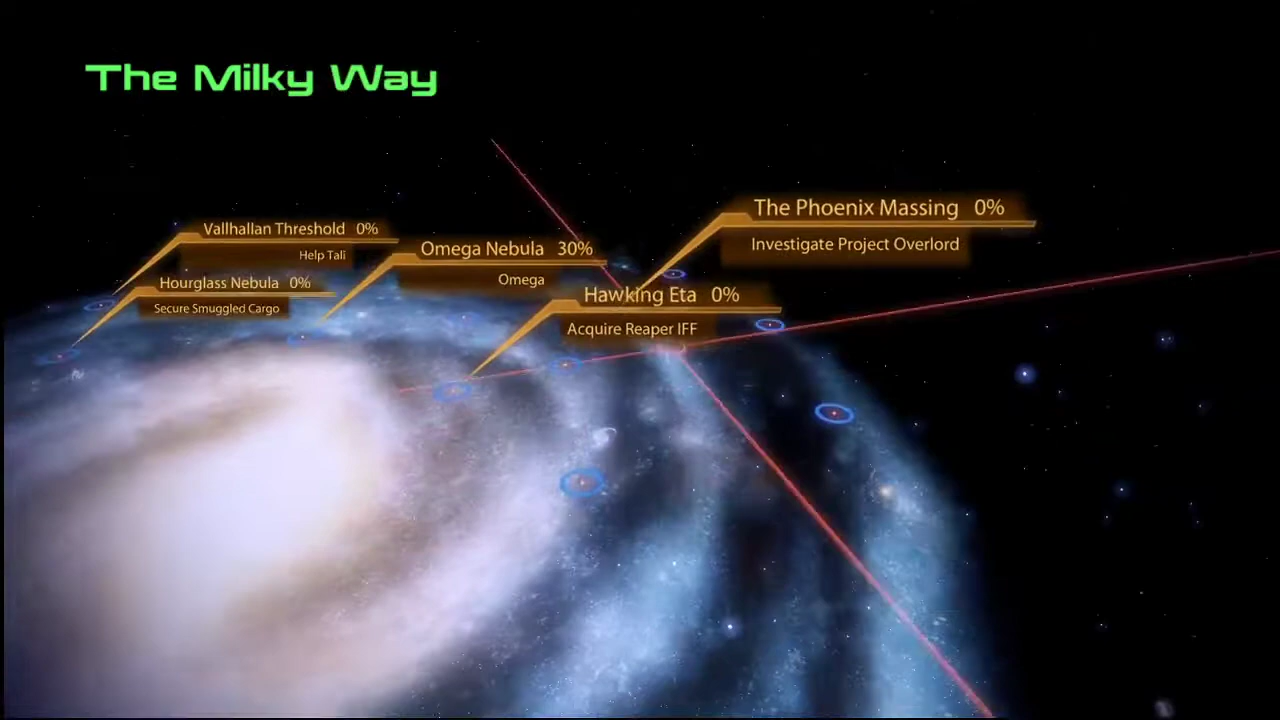 The Milky Way
The Phoenix Massing 0%
Investigate Project Overlord
Vallhallan Threshold 0%
Help Tali
Omega Nebula 30%
Omega
Hourglass Nebula 0%
Secure Smuggled Cargo
Hawking Eta 0%
Acquire Reaper IFF